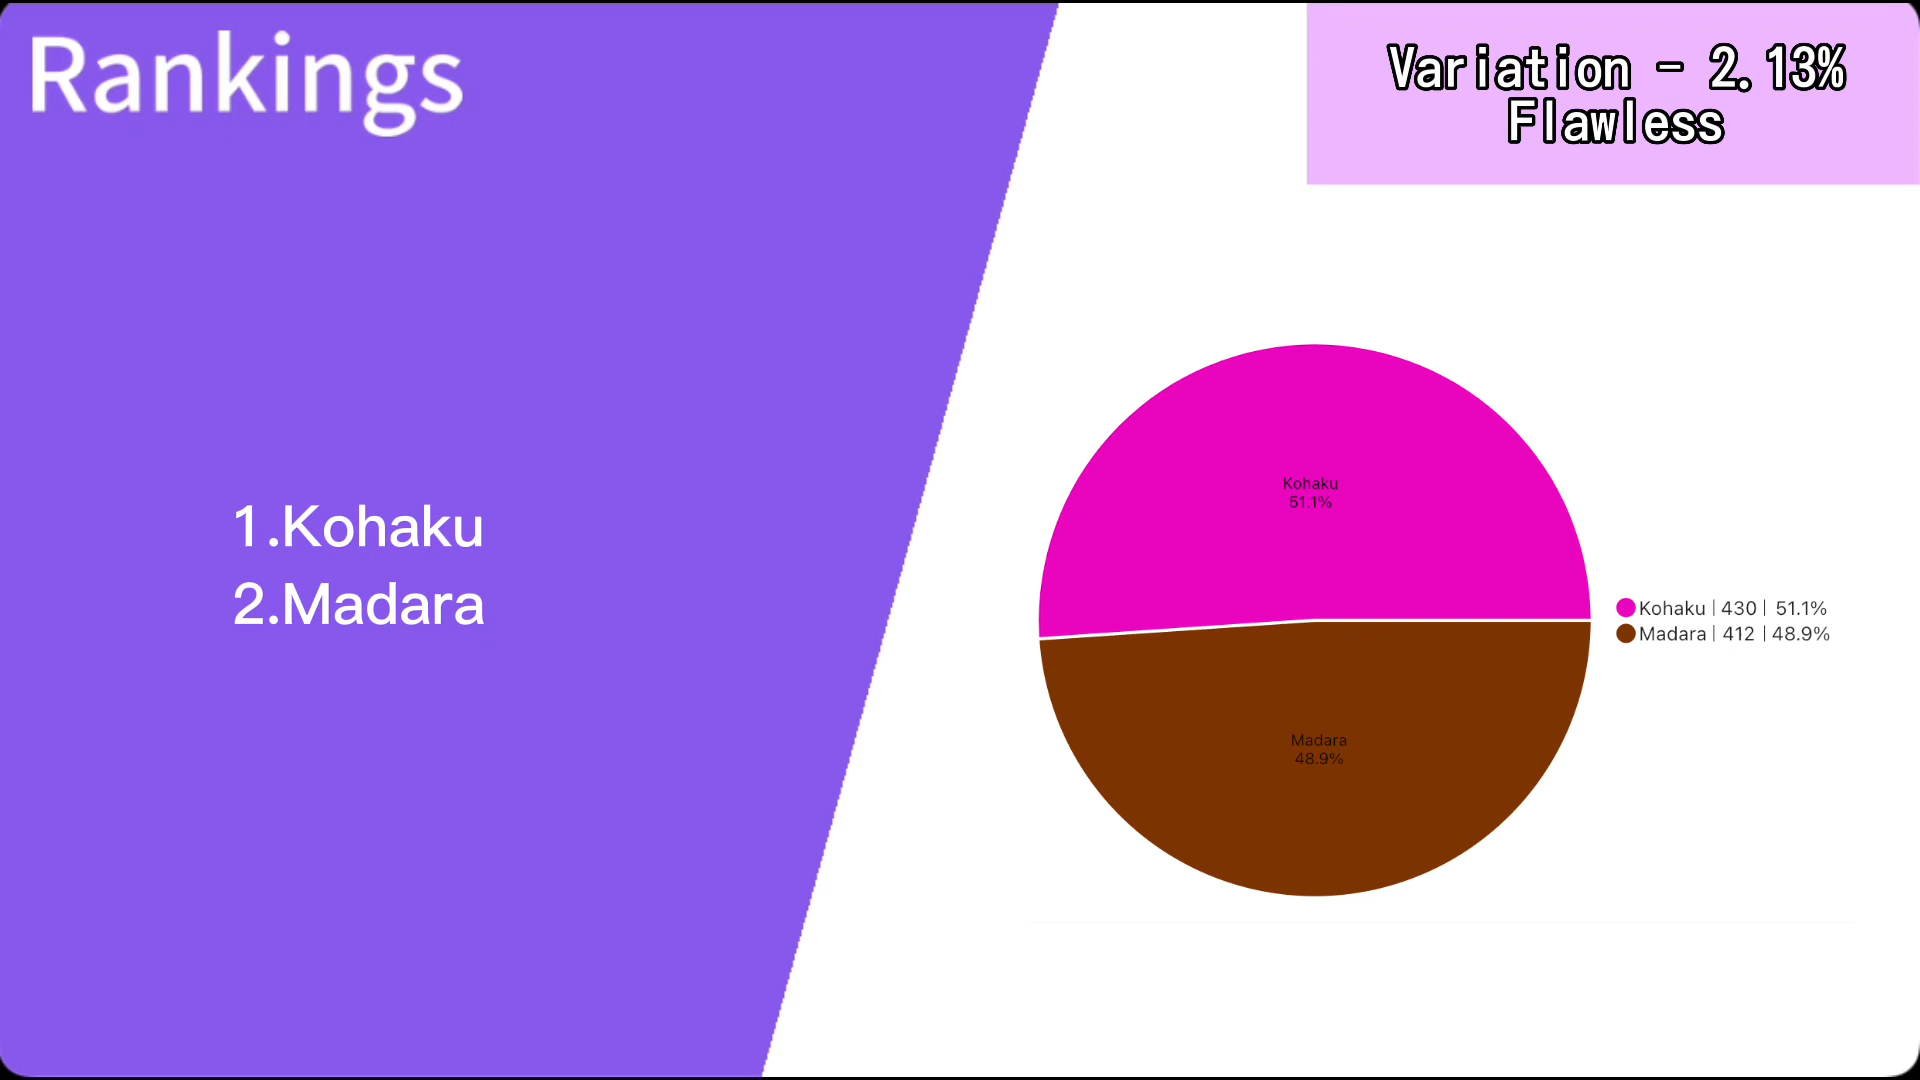 Rankings
Variation - 2.13%
Flawless
1.Kohaku
2.Madara
Kohaku
51.1%
Madara
48.9%
Kohaku | 430 | 51.1%
Madara | 412 | 48.9%